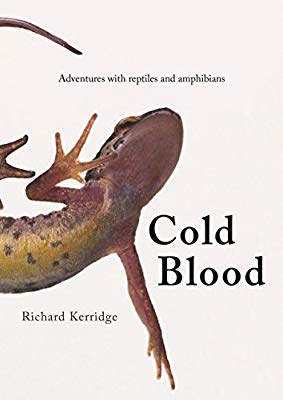 Adventures with reptiles and amphibians
Cold
Blood
Richard Kerridge